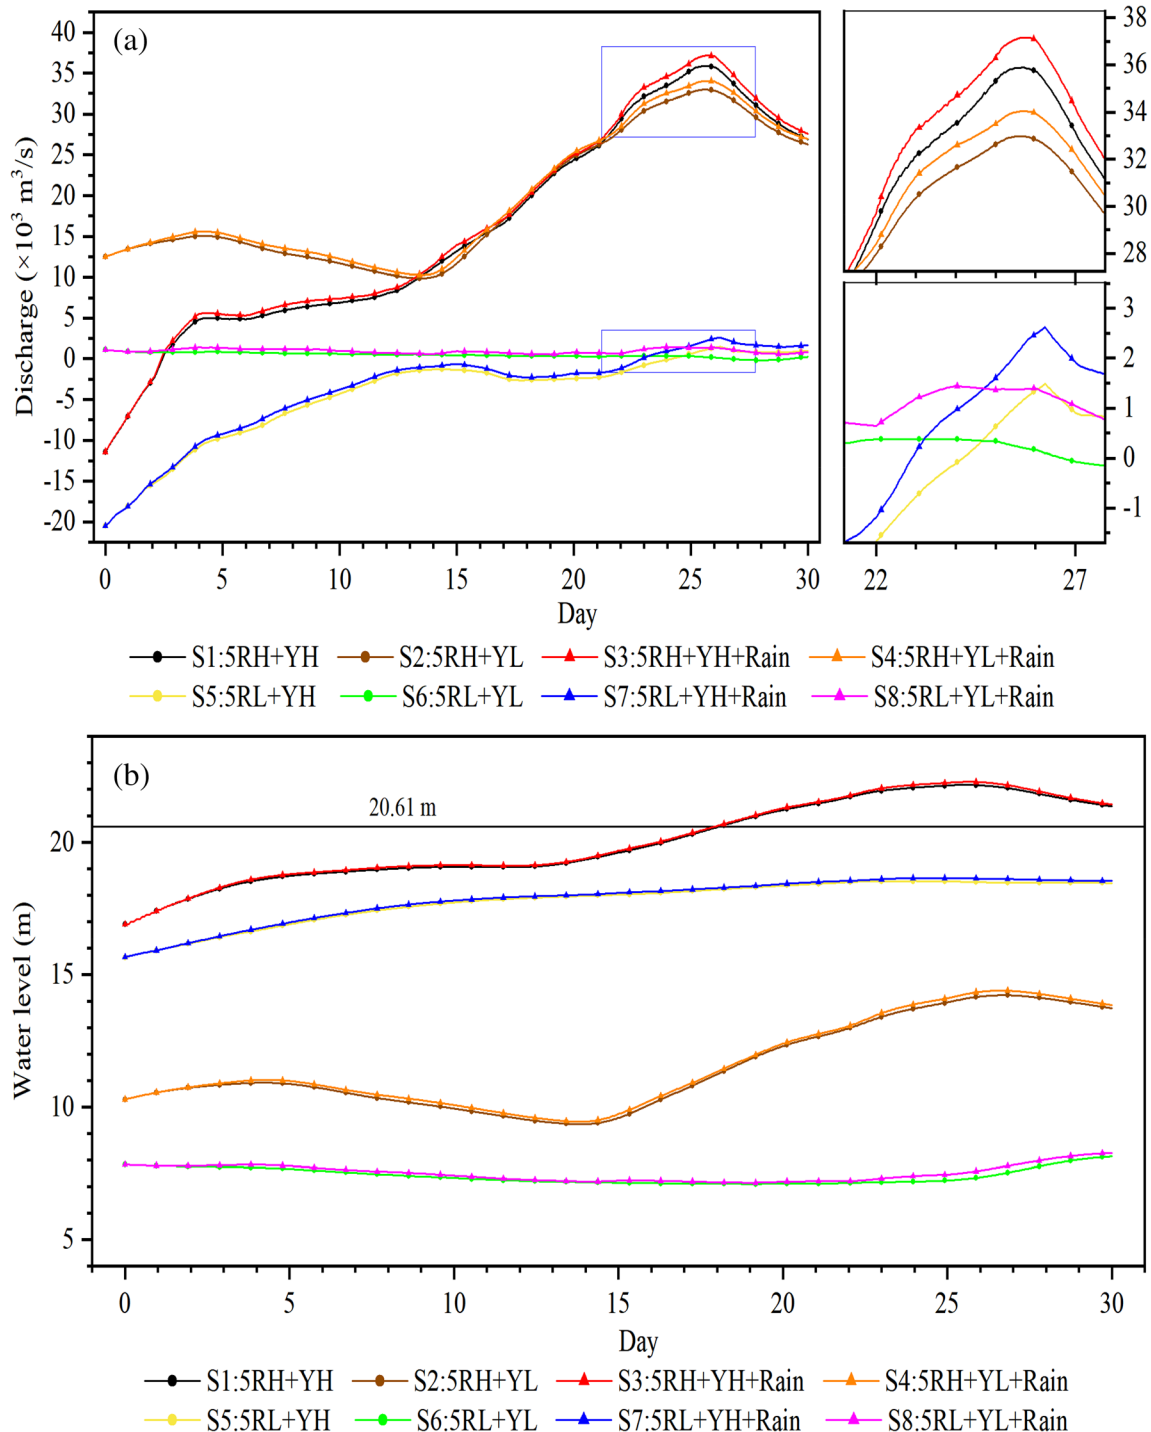 (a)
Discharge (×10³ m³/s)
40
35
30
25
20
15
10
5
0
-5
-10
-15
-20
0 5 10 15 20 25 30
Day
38
36
34
32
30
28
3
2
1
0
-1
22 27
S1:5RH+YH S2:5RH+YL S3:5RH+YH+Rain S4:5RH+YL+Rain
S5:5RL+YH S6:5RL+YL S7:5RL+YH+Rain S8:5RL+YL+Rain
(b)
20.61 m
Water level (m)
20
15
10
5
0 5 10 15 20 25 30
Day
S1:5RH+YH S2:5RH+YL S3:5RH+YH+Rain S4:5RH+YL+Rain
S5:5RL+YH S6:5RL+YL S7:5RL+YH+Rain S8:5RL+YL+Rain